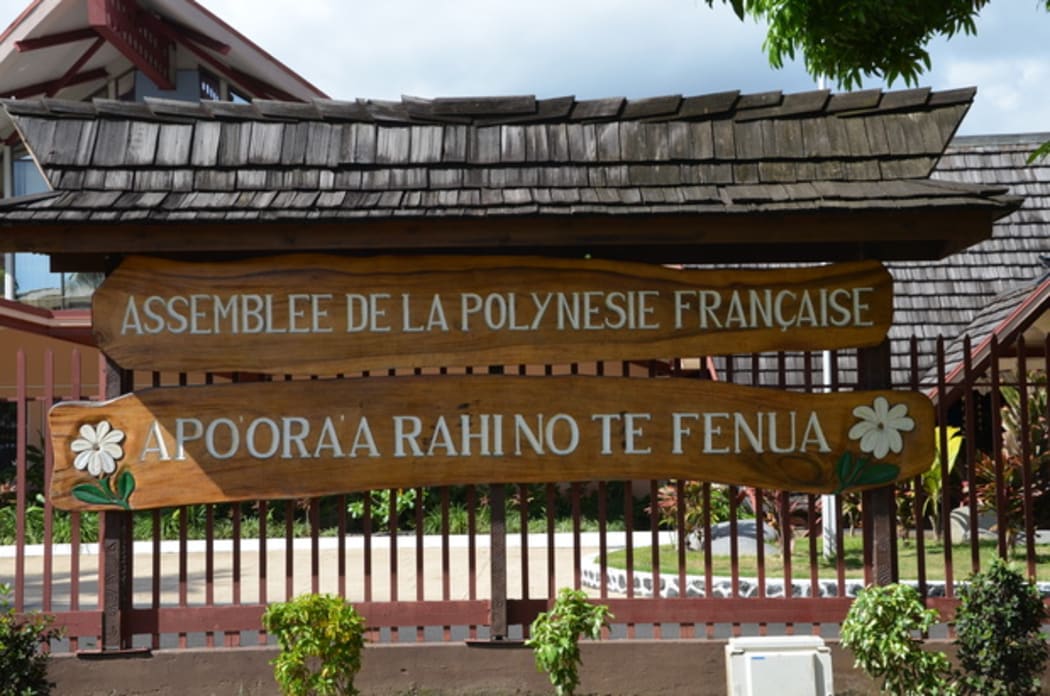 ASSEMBLEE DE LA POLYNESIE FRANÇAISE
APO'ORA'A RAHI NO TE FENUA